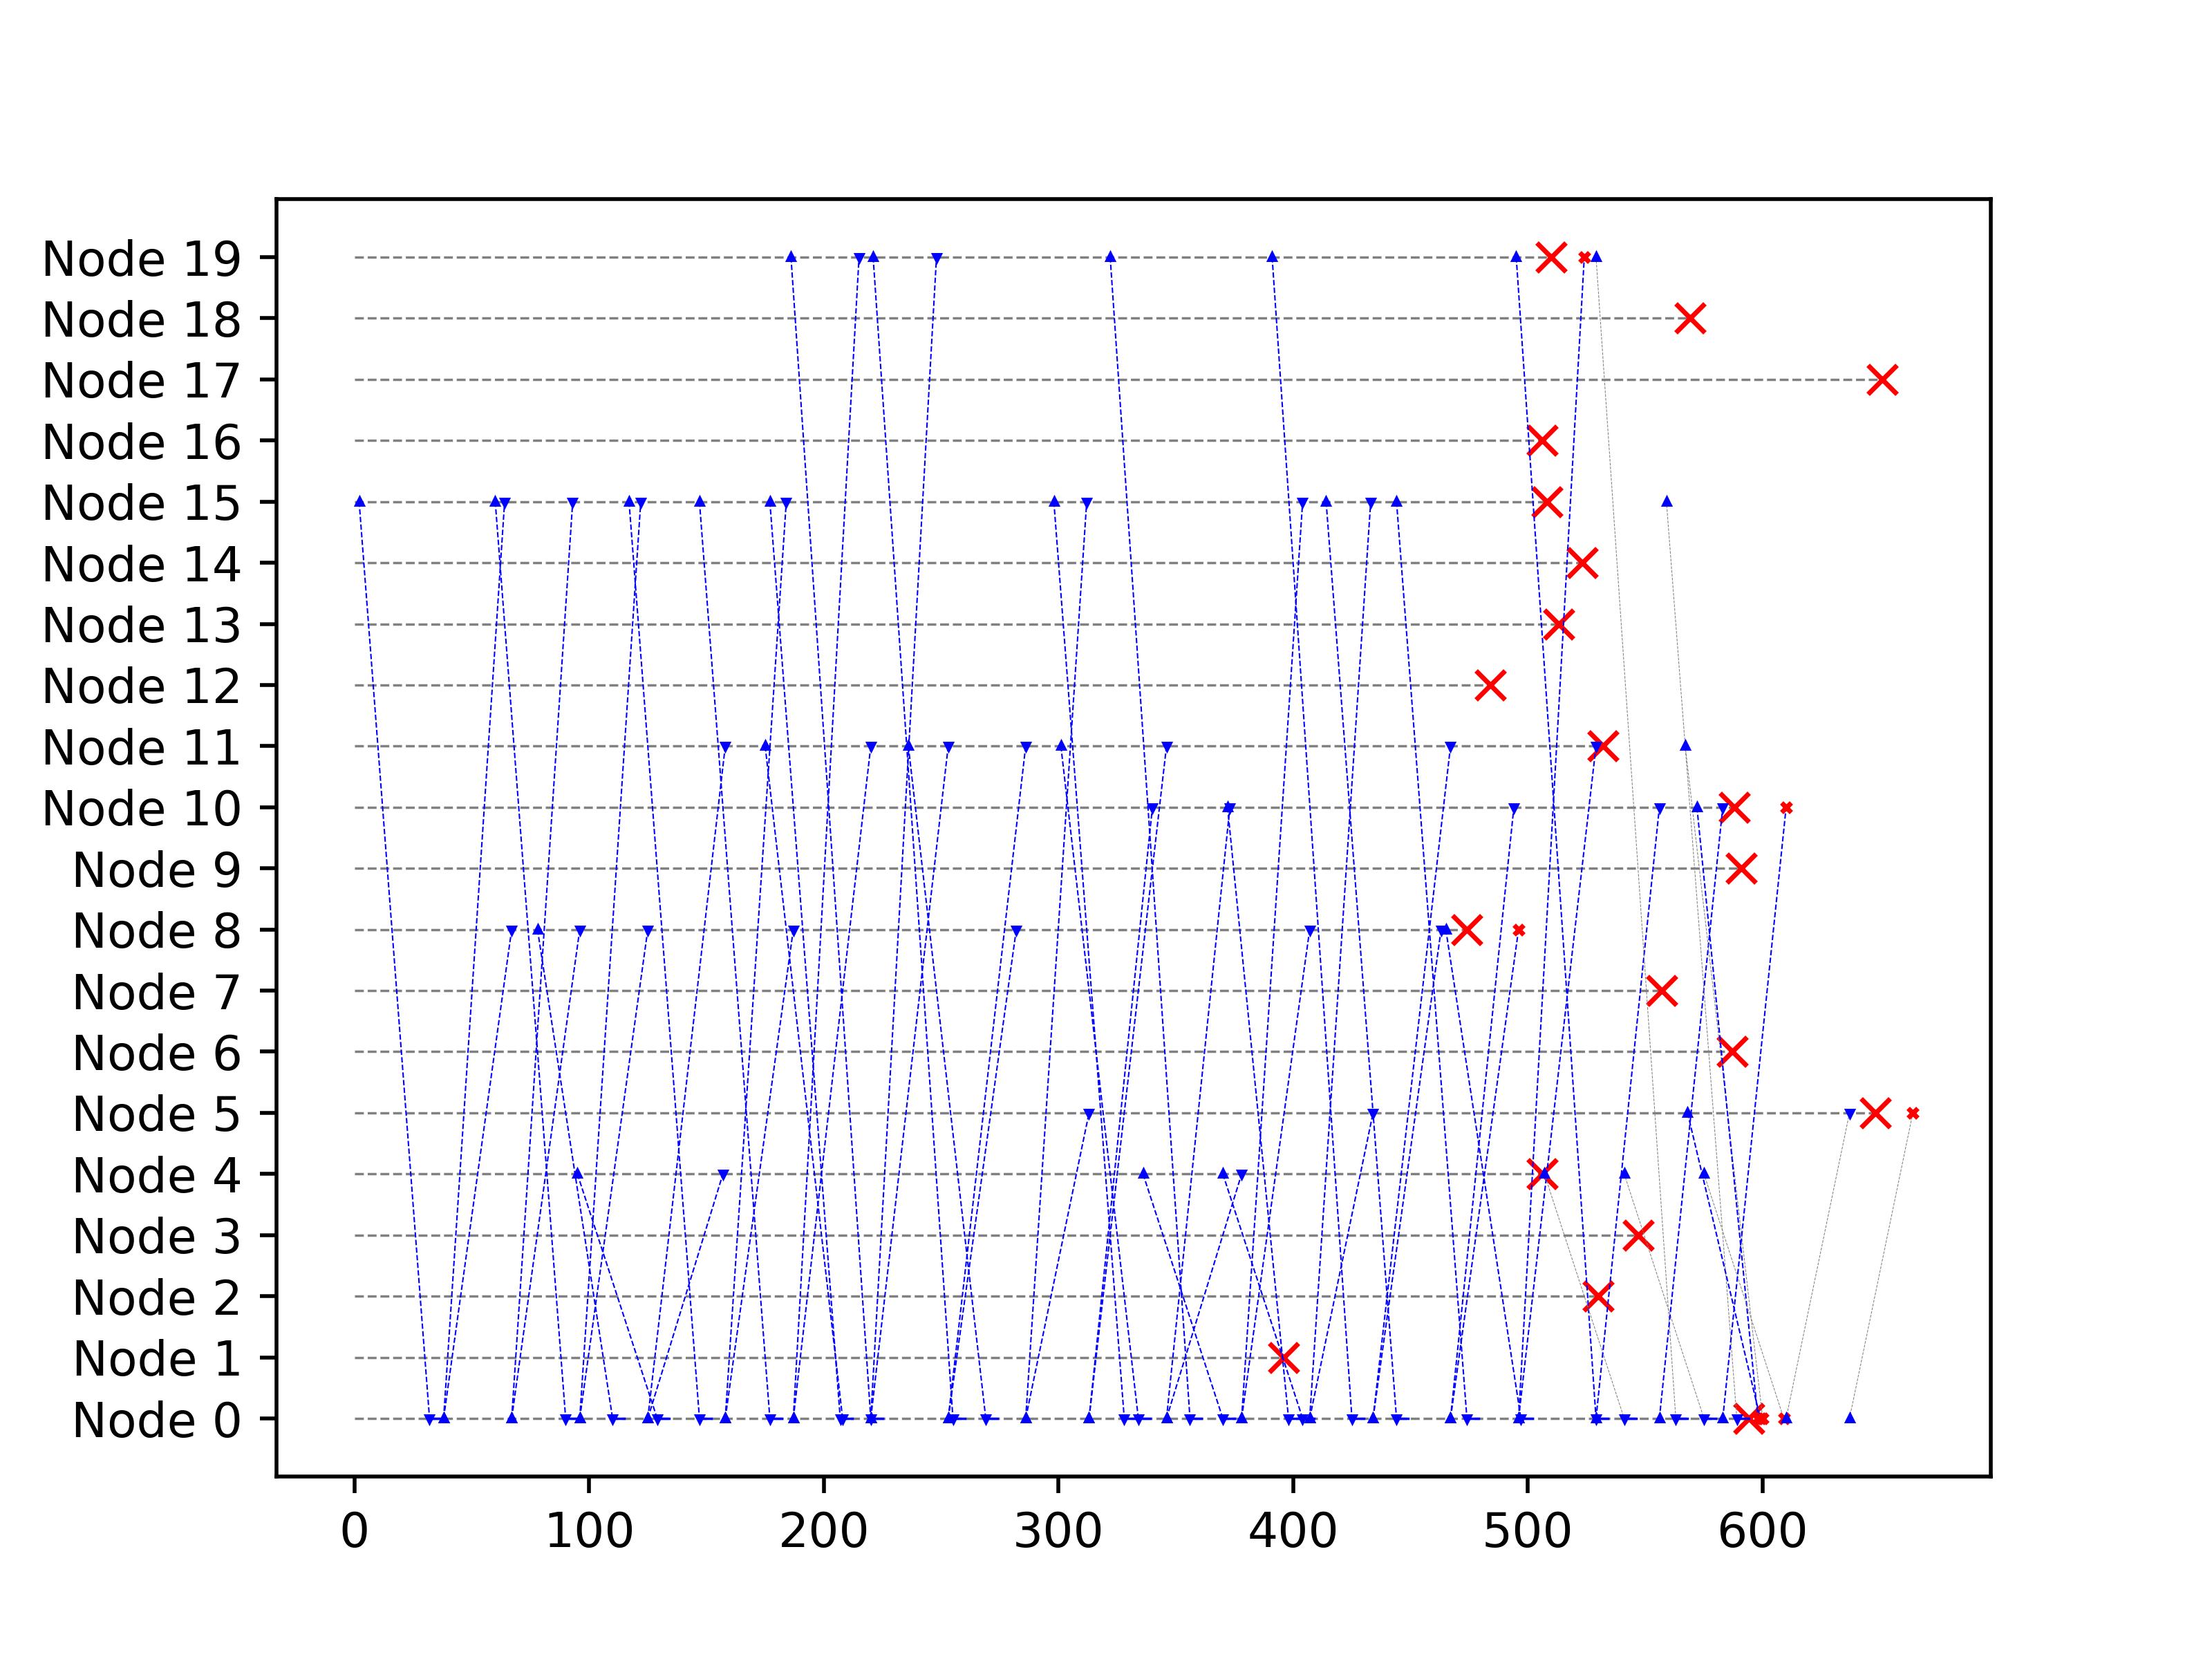 Node 19
Node 18
Node 17
Node 16
Node 15
Node 14
Node 13
Node 12
Node 11
Node 10
Node 9
Node 8
Node 7
Node 6
Node 5
Node 4
Node 3
Node 2
Node 1
Node 0
0 100 200 300 400 500 600